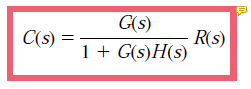 C(s) = G(s) / 1 + G(s)H(s) R(s)